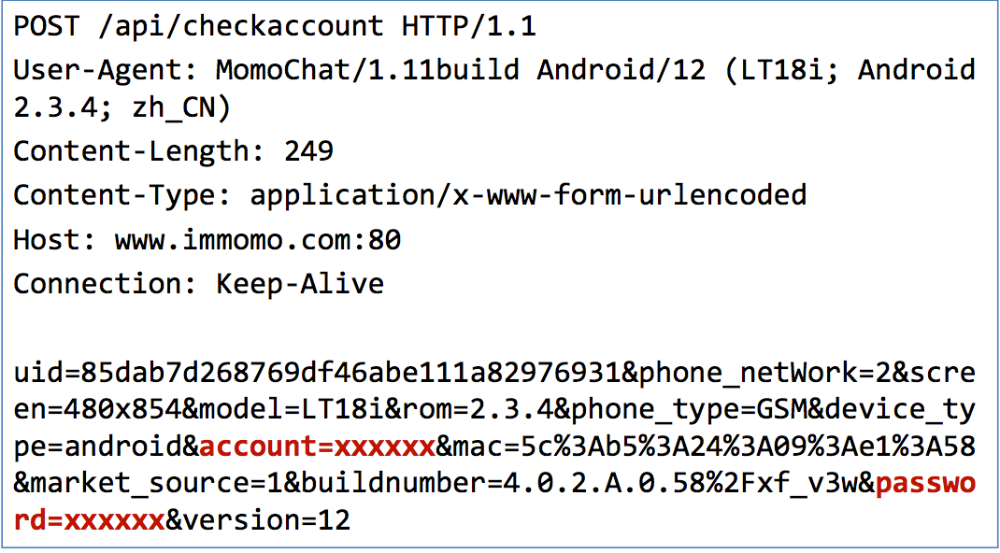 POST /api/checkaccount HTTP/1.1
User-Agent: MomoChat/1.11build Android/12 (LT18i; Android
2.3.4; zh_CN)
Content-Length: 249
Content-Type: application/x-www-form-urlencoded
Host: www.immomo.com:80
Connection: Keep-Alive
uid=85dab7d268769df46abe111a82976931&phone_netWork=2&scre
en=480x854&model=LT18i&rom=2.3.4&phone_type=GSM&device_ty
pe=android&account=xxxxxx&mac=5c%3Ab5%3A24%3A09%3Ae1%3A58
&market_source=1&buildnumber=4.0.2.A.0.58%2Fxf_v3w&passwo
rd=xxxxxx&version=12